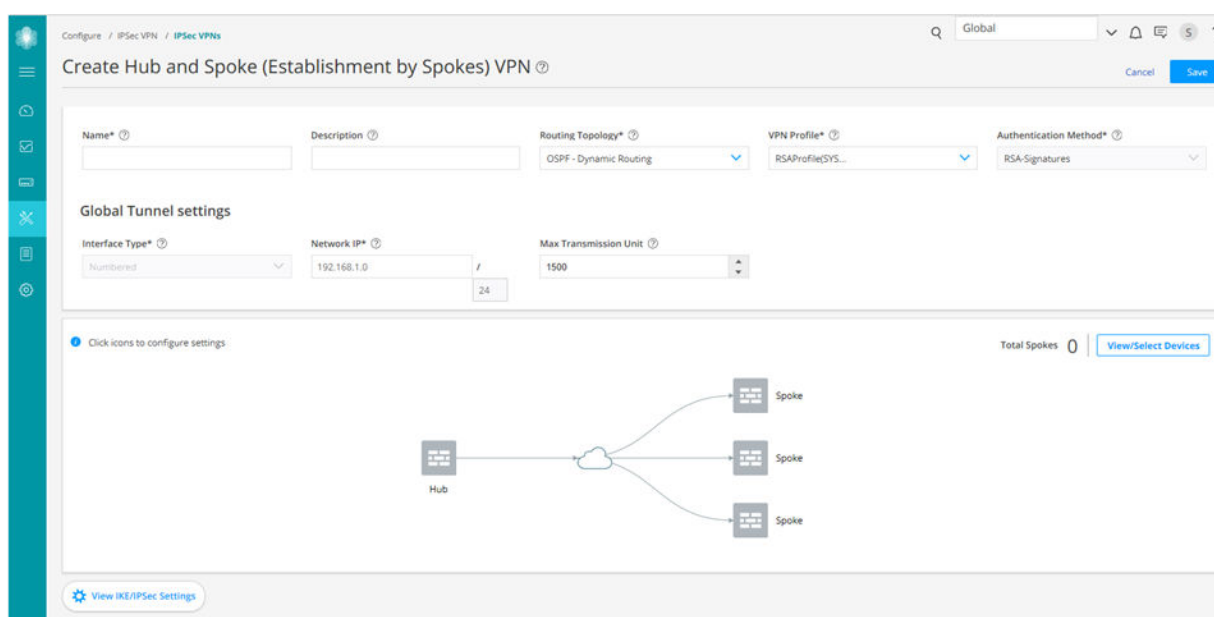 Configure / IPSec VPN / IPSec VPNs
Global
S
Create Hub and Spoke (Establishment by Spokes) VPN
Cancel
Save
Name* Description Routing Topology* VPN Profile* Authentication Method*
OSPF - Dynamic Routing RSAProfile(SYS... RSA-Signatures
Global Tunnel settings
Interface Type* Network IP* Max Transmission Unit
Numbered 192.168.1.0 / 1500
24
Click icons to configure settings
Total Spokes 0 View/Select Devices
Spoke
Spoke
Hub
Spoke
View IKE/IPSec Settings